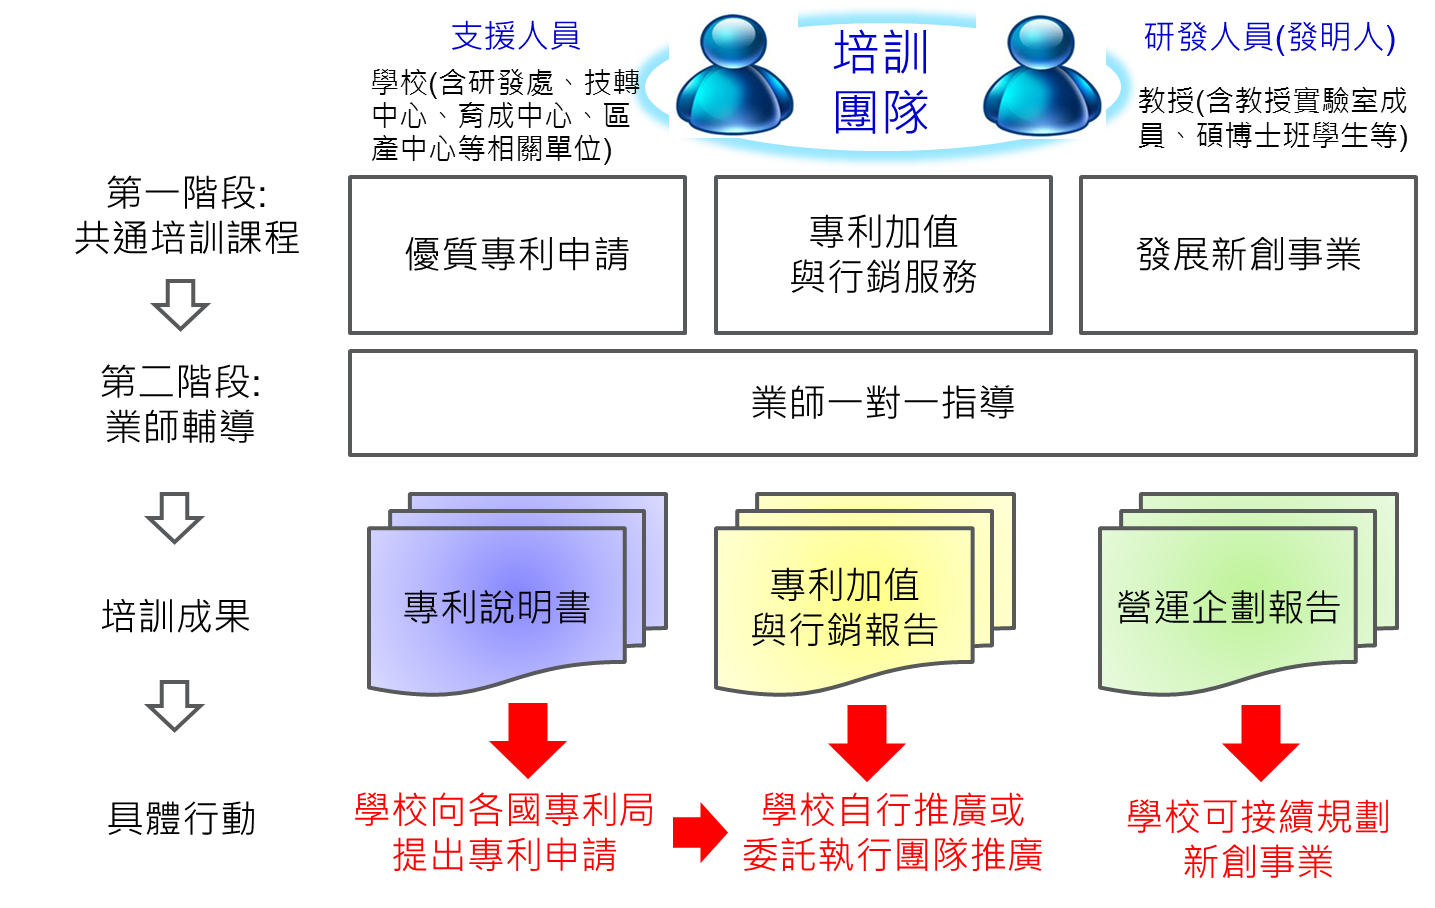 支援人員
學校(含研發處、技轉
中心、育成中心、區
產中心等相關單位)
培訓
團隊
研發人員(發明人)
教授(含教授實驗室成
員、碩博士班學生等)
第一階段:
共通培訓課程
優質專利申請
專利加值
與行銷服務
發展新創事業
第二階段:
業師輔導
業師一對一指導
培訓成果
專利說明書
專利加值
與行銷報告
營運企劃報告
具體行動
學校向各國專利局
提出專利申請
學校自行推廣或
委託執行團隊推廣
學校可接續規劃
新創事業